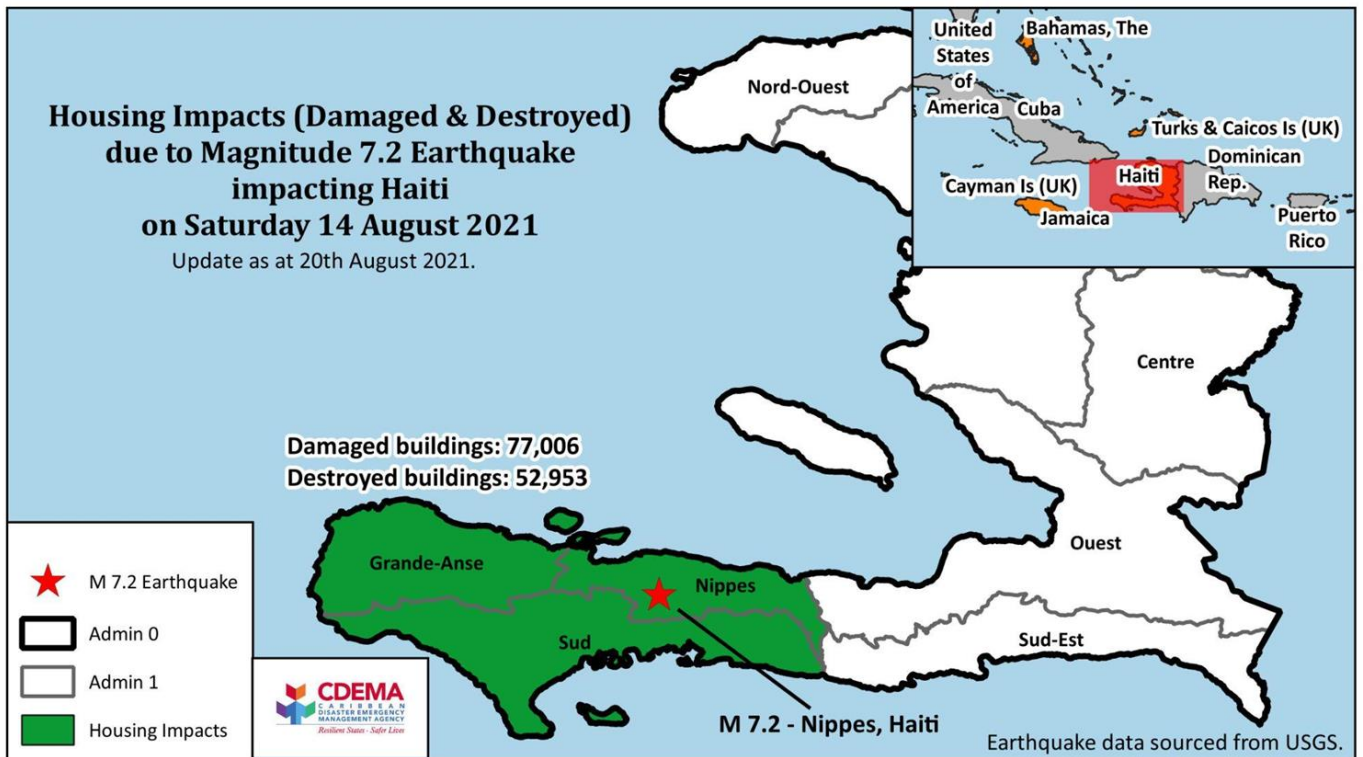 Housing Impacts (Damaged & Destroyed)
due to Magnitude 7.2 Earthquake
impacting Haiti
on Saturday 14 August 2021
Update as at 20th August 2021.
Nord-Ouest
United
States
of
America
Bahamas, The
Cuba
Turks & Caicos Is (UK)
Dominican
Rep.
Haiti
Cayman Is (UK)
Jamaica
Puerto
Rico
Centre
Damaged buildings: 77,006
Destroyed buildings: 52,953
Grande-Anse
Nippes
Sud
Ouest
Sud-Est
M 7.2 - Nippes, Haiti
M 7.2 Earthquake
Admin 0
Admin 1
Housing Impacts
CDEMA
CARIBBEAN
DISASTER EMERGENCY
MANAGEMENT AGENCY
Resilient States - Safer Lives
Earthquake data sourced from USGS.